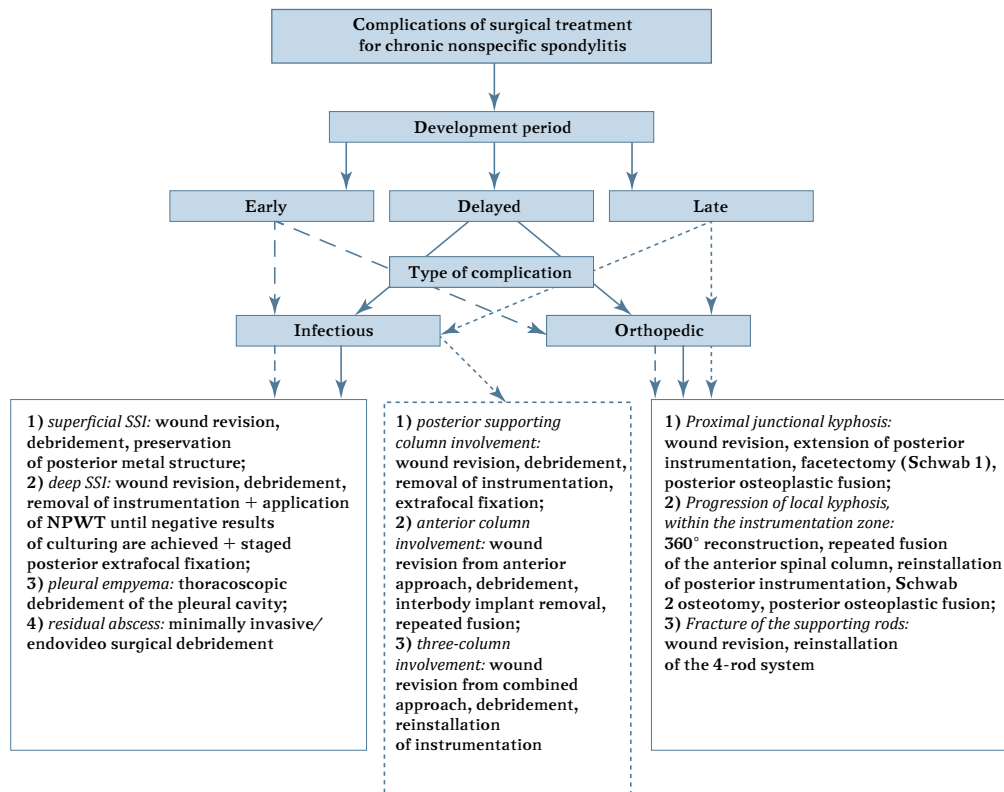 Complications of surgical treatment
for chronic nonspecific spondylitis
Development period
Early
Delayed
Late
Type of complication
Infectious
Orthopedic
1) superficial SSI: wound revision,
debridement, preservation
of posterior metal structure;
2) deep SSI: wound revision, debridement,
removal of instrumentation + application
of NPWT until negative results
of culturing are achieved + staged
posterior extrafocal fixation;
3) pleural empyema: thoracoscopic
debridement of the pleural cavity;
4) residual abscess: minimally invasive/
endovideo surgical debridement
1) posterior supporting
column involvement:
wound revision, debridement,
removal of instrumentation,
extrafocal fixation;
2) anterior column
involvement: wound
revision from anterior
approach, debridement,
interbody implant removal,
repeated fusion;
3) three-column
involvement: wound
revision from combined
approach, debridement,
reinstallation
of instrumentation
1) Proximal junctional kyphosis:
wound revision, extension of posterior
instrumentation, facetectomy (Schwab 1),
posterior osteoplastic fusion;
2) Progression of local kyphosis,
within the instrumentation zone:
360° reconstruction, repeated fusion
of the anterior spinal column, reinstallation
of posterior instrumentation, Schwab
2 osteotomy, posterior osteoplastic fusion;
3) Fracture of the supporting rods:
wound revision, reinstallation
of the 4-rod system